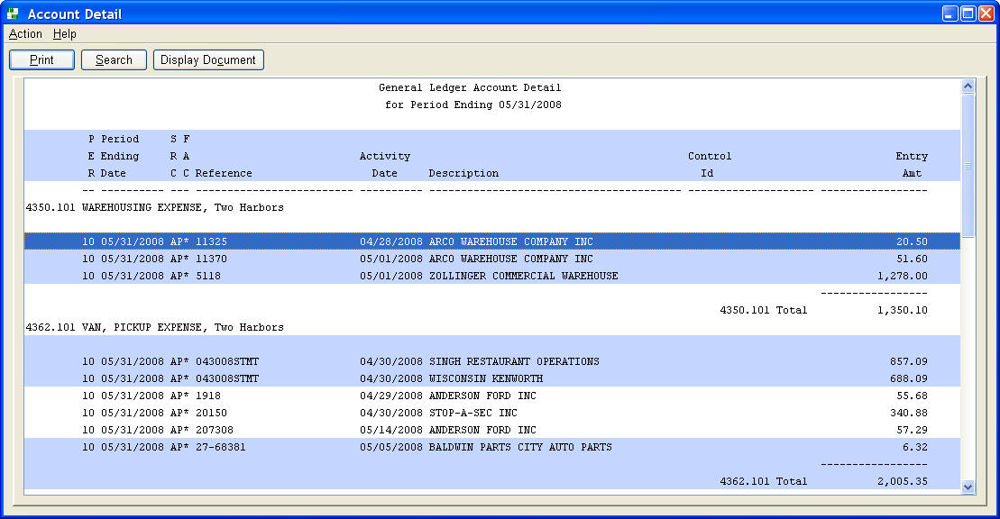 Account Detail
Action Help
Print Search Display Document
General Ledger Account Detail
for Period Ending 05/31/2008
P Period S F
E Ending R A Activity Control Entry
R Date C C Reference Date Description Id Amt
-- ---------- --- ------------------------- ---------- -------------------------------------------- -------------------- -----------------
4350.101 WAREHOUSING EXPENSE, Two Harbors
10 05/31/2008 AP* 11325 04/28/2008 ARCO WAREHOUSE COMPANY INC 20.50
10 05/31/2008 AP* 11370 05/01/2008 ARCO WAREHOUSE COMPANY INC 51.60
10 05/31/2008 AP* 5118 05/01/2008 ZOLLINGER COMMERCIAL WAREHOUSE 1,278.00
-----------------
4350.101 Total 1,350.10
4362.101 VAN, PICKUP EXPENSE, Two Harbors
10 05/31/2008 AP* 043008STMT 04/30/2008 SINGH RESTAURANT OPERATIONS 857.09
10 05/31/2008 AP* 043008STMT 04/30/2008 WISCONSIN KENWORTH 688.09
10 05/31/2008 AP* 1918 04/29/2008 ANDERSON FORD INC 55.68
10 05/31/2008 AP* 20150 04/30/2008 STOP-A-SEC INC 340.88
10 05/31/2008 AP* 207308 05/14/2008 ANDERSON FORD INC 57.29
10 05/31/2008 AP* 27-68381 05/05/2008 BALDWIN PARTS CITY AUTO PARTS 6.32
-----------------
4362.101 Total 2,005.35